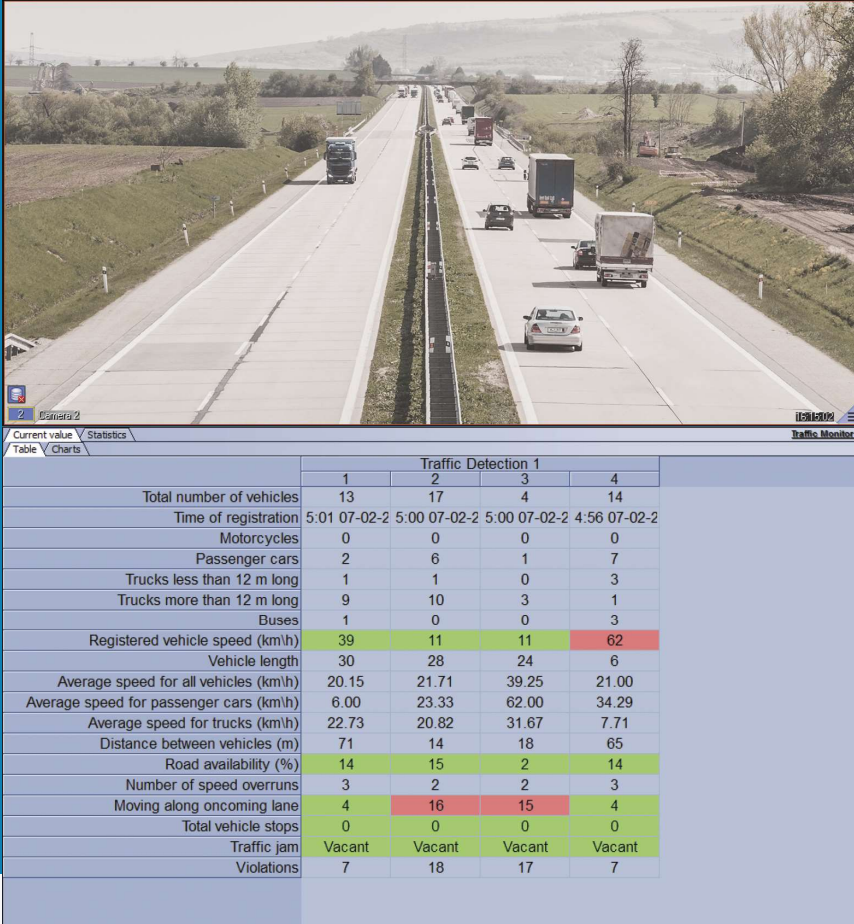 2 Camera 2 16:15:02
Current value Statistics Traffic Monitor
Table Charts
Traffic Detection 1
1 2 3 4
Total number of vehicles 13 17 4 14
Time of registration 5:01 07-02-2 5:00 07-02-2 5:00 07-02-2 4:56 07-02-2
Motorcycles 0 0 0 0
Passenger cars 2 6 1 7
Trucks less than 12 m long 1 1 0 3
Trucks more than 12 m long 9 10 3 1
Buses 1 0 0 3
Registered vehicle speed (km\h) 39 11 11 62
Vehicle length 30 28 24 6
Average speed for all vehicles (km\h) 20.15 21.71 39.25 21.00
Average speed for passenger cars (km\h) 6.00 23.33 62.00 34.29
Average speed for trucks (km\h) 22.73 20.82 31.67 7.71
Distance between vehicles (m) 71 14 18 65
Road availability (%) 14 15 2 14
Number of speed overruns 3 2 2 3
Moving along oncoming lane 4 16 15 4
Total vehicle stops 0 0 0 0
Traffic jam Vacant Vacant Vacant Vacant
Violations 7 18 17 7